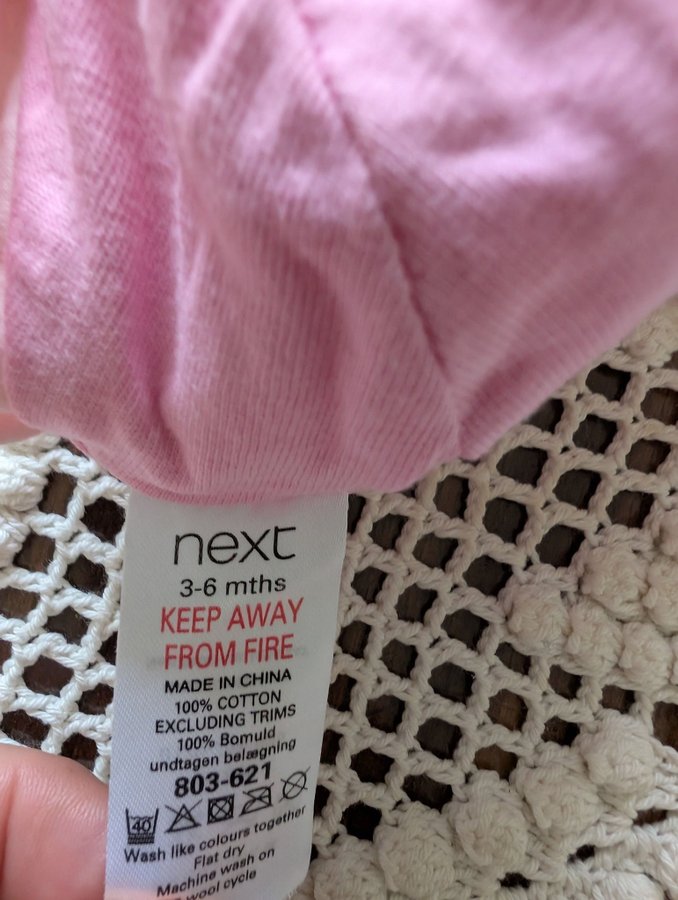 next
3-6 mths
KEEP AWAY
FROM FIRE
MADE IN CHINA
100% COTTON
EXCLUDING TRIMS
100% Bomuld
undtagen belægning
803-621
40
Wash like colours together
Flat dry
Machine wash on
wool cycle